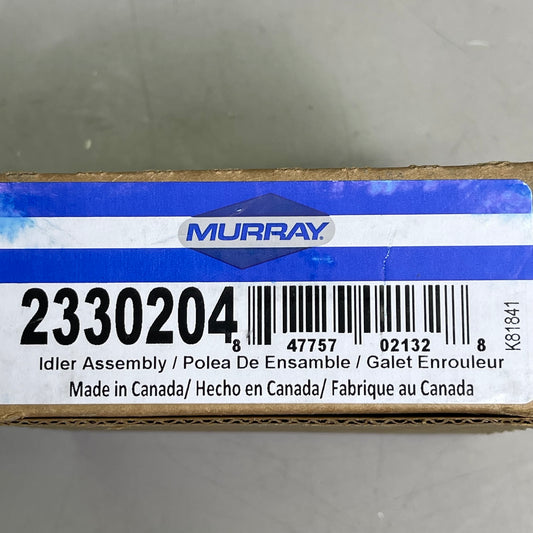 MURRAY®
2330204
8 47757 02132 8
K81841
Idler Assembly / Polea De Ensamble / Galet Enrouleur
Made in Canada/ Hecho en Canada/ Fabrique au Canada